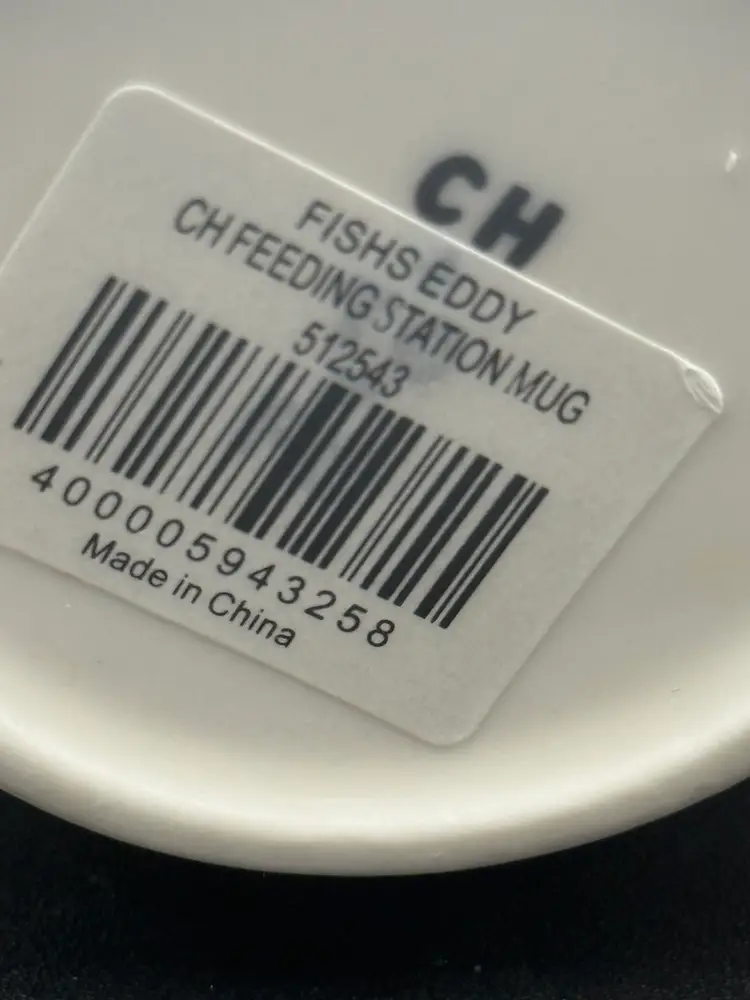 CH
FISHS EDDY
CH FEEDING STATION MUG
512543
400005943258
Made in China